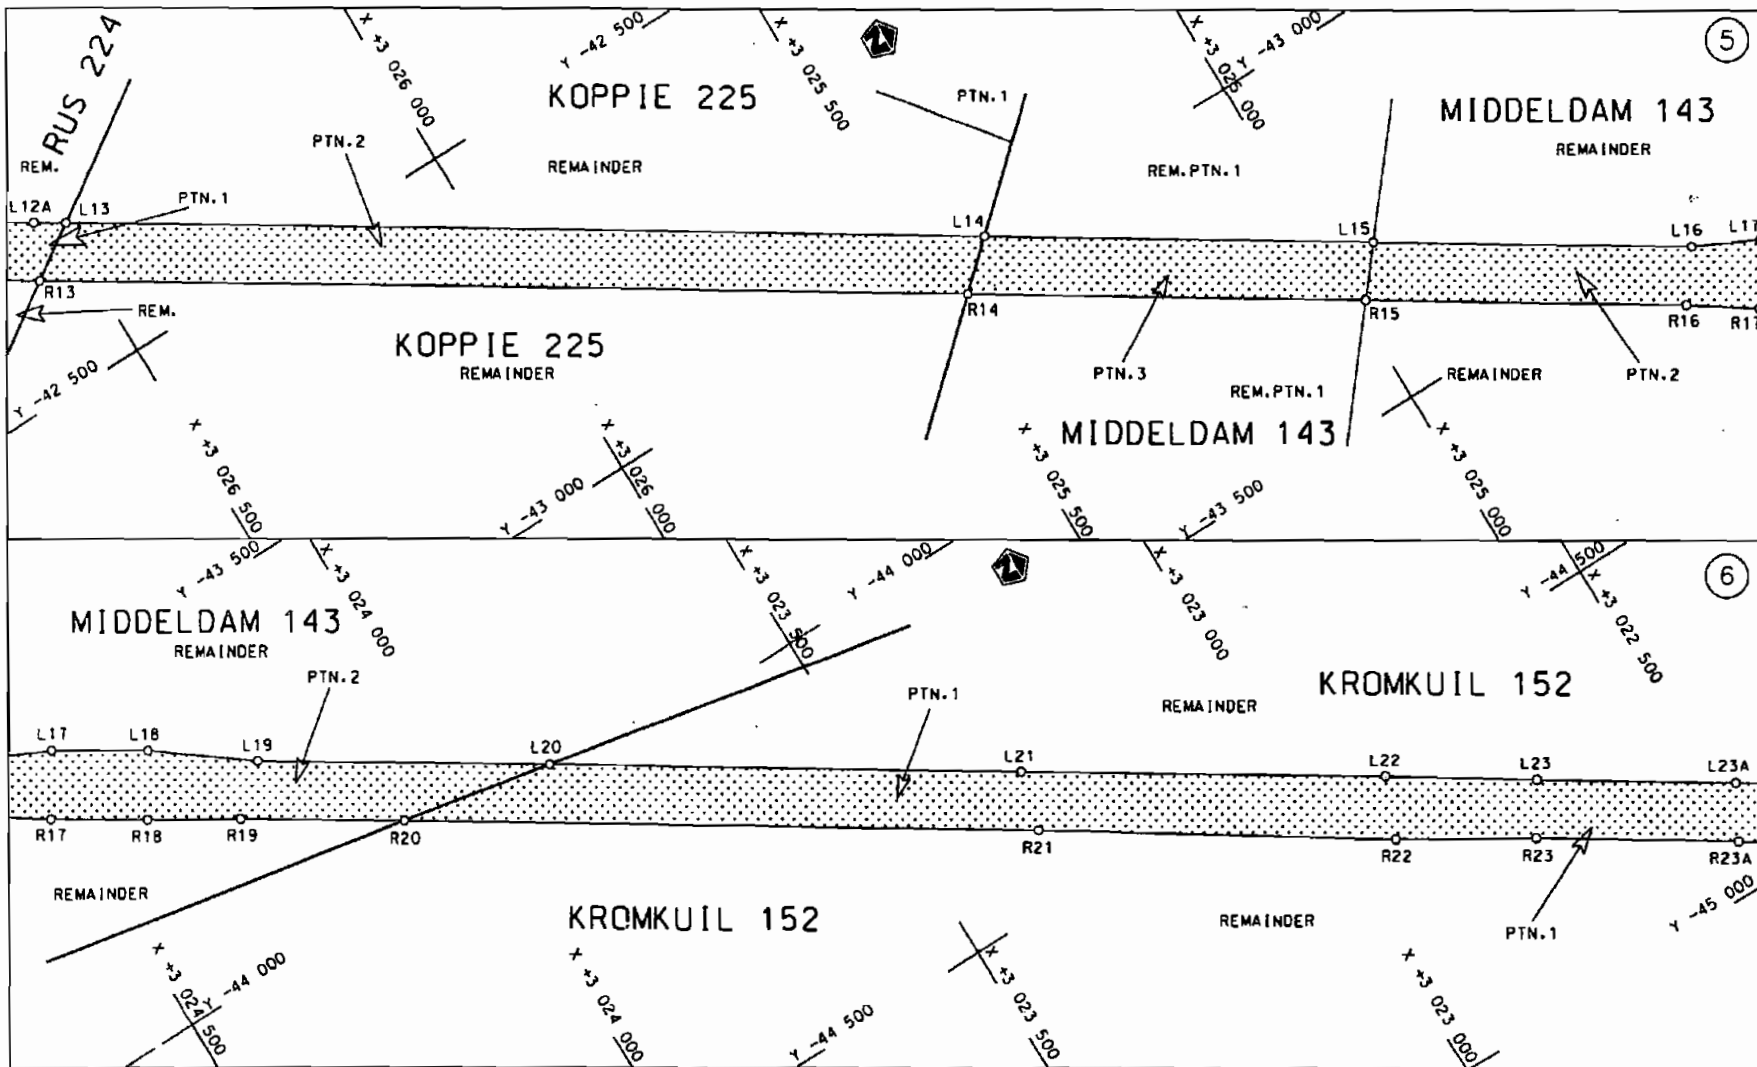 RUS 224
X +3 026 000
Y -42 500
X +3 025 500
X +3 025 000
Y -43 000
5
KOPPIE 225
REMAINDER
PTN.1
MIDDELDAM 143
REMAINDER
REM.
PTN.2
REM.PTN.1
PTN.1
L12A
L13
L14
L15
L16
L17
R13
R14
R15
R16
R17
REM.
KOPPIE 225
REMAINDER
PTN.3
REM.PTN.1
REMAINDER
PTN.2
MIDDELDAM 143
Y -42 500
X +3 026 500
Y -43 000
X +3 026 000
X +3 025 500
Y -43 500
X +3 025 000
Y -43 500
X +3 024 000
X +3 023 500
Y -44 000
X +3 023 000
Y -44 500
X +3 022 500
6
MIDDELDAM 143
REMAINDER
PTN.2
PTN.1
REMAINDER
KROMKUIL 152
L17
L18
L19
L20
L21
L22
L23
L23A
R17
R18
R19
R20
R21
R22
R23
R23A
REMAINDER
KROMKUIL 152
REMAINDER
PTN.1
Y -45 000
X +3 024 500
Y -44 000
X +3 024 000
Y -44 500
X +3 023 500
X +3 023 000